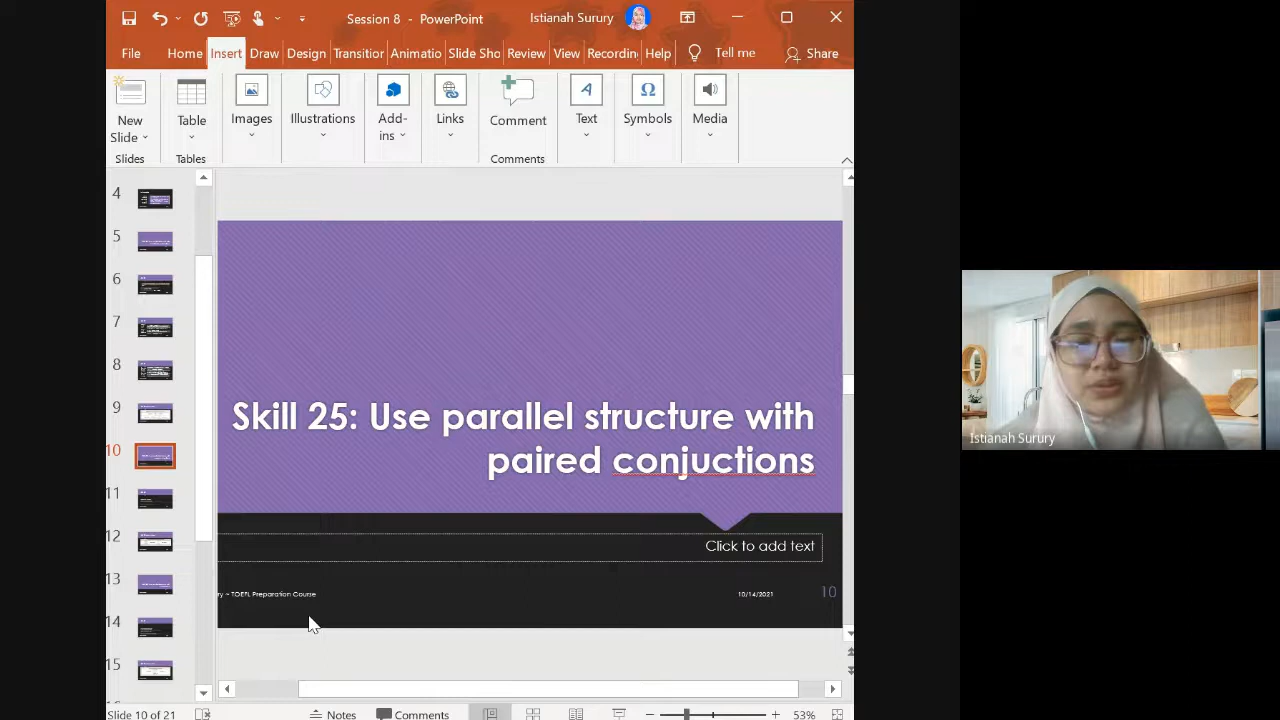 Session 8 - PowerPoint
Istianah Surury
File
Home
Insert
Draw
Design
Transition
Animatio
Slide Sho
Review
View
Recordin
Help
Tell me
Share
New Slide
Table
Images
Illustrations
Add-ins
Links
Comment
Text
Symbols
Media
Slides
Tables
Comments
4
5
6
7
8
9
10
11
12
13
14
15
Skill 25: Use parallel structure with
paired conjuctions
Click to add text
ry ~ TOEFL Preparation Course
10/14/2021
10
Istianah Surury
Slide 10 of 21
Notes
Comments
53%